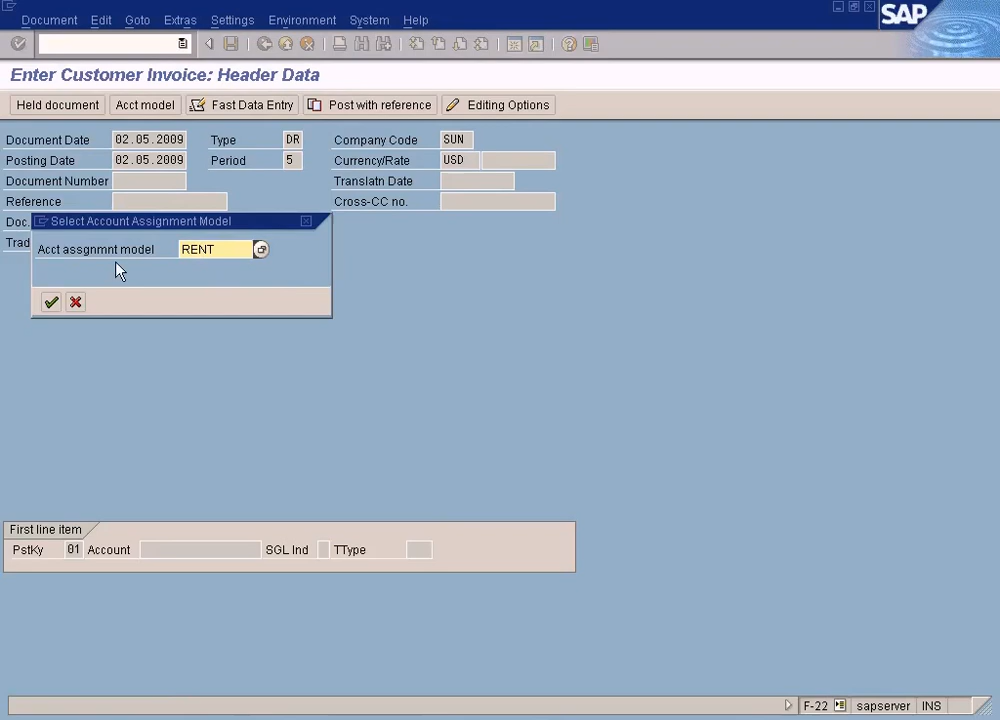 Document Edit Goto Extras Settings Environment System Help
SAP
Enter Customer Invoice: Header Data
Held document Acct model Fast Data Entry Post with reference Editing Options
Document Date 02.05.2009 Type DR Company Code SUN
Posting Date 02.05.2009 Period 5 Currency/Rate USD
Document Number Translatn Date
Reference Cross-CC no.
Doc.
Trad
Select Account Assignment Model
Acct assgnmnt model RENT
First line item
PstKy 01 Account SGL Ind TType
F-22 sapserver INS